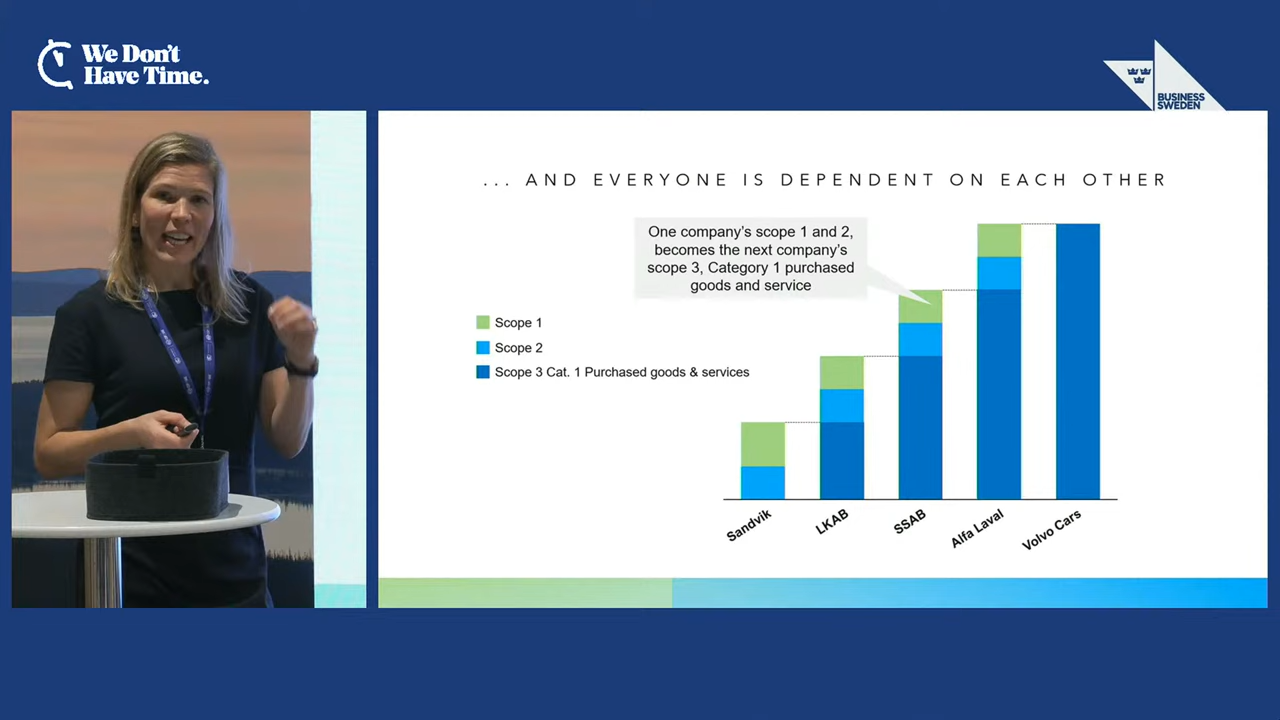 We Don't
Have Time.
BUSINESS
SWEDEN
... AND EVERYONE IS DEPENDENT ON EACH OTHER
One company's scope 1 and 2,
becomes the next company's
scope 3, Category 1 purchased
goods and service
Scope 1
Scope 2
Scope 3 Cat. 1 Purchased goods & services
Sandvik
LKAB
SSAB
Alfa Laval
Volvo Cars